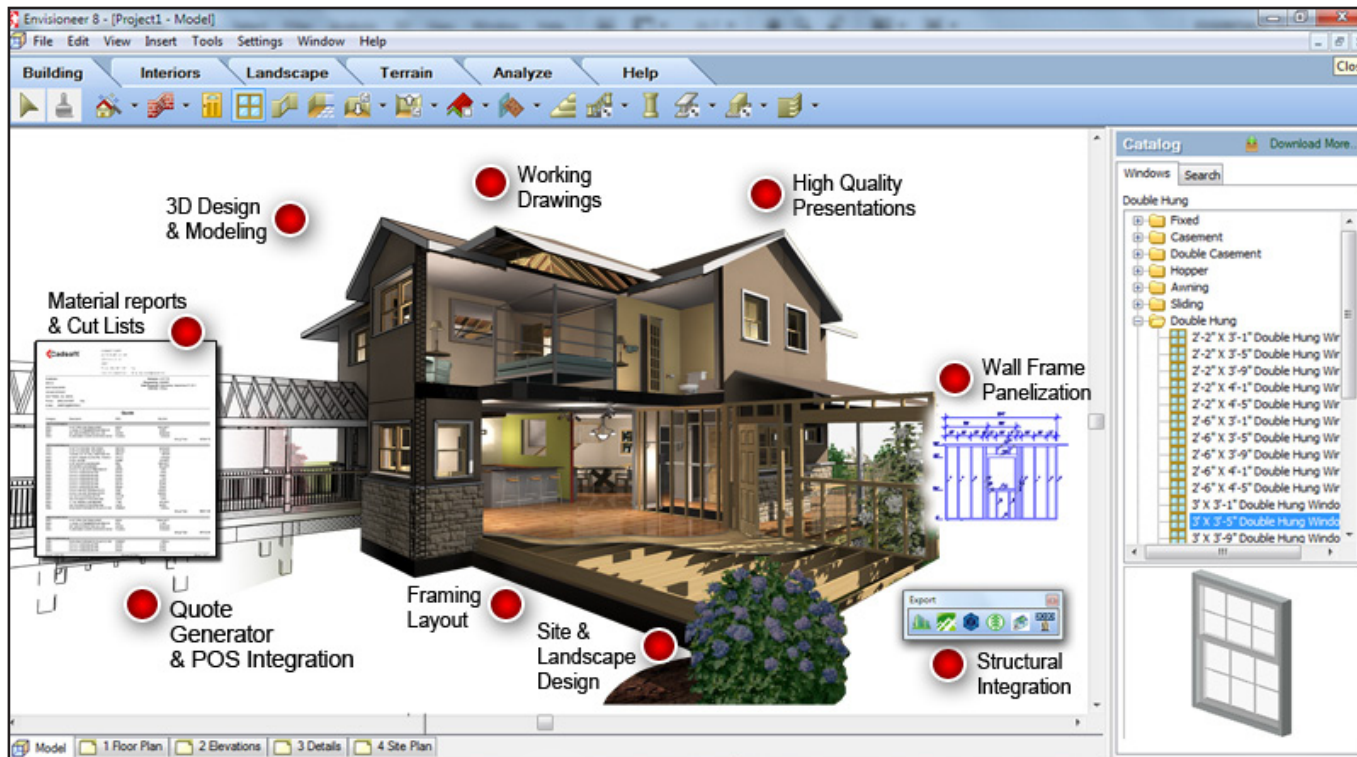 Envisioneer 8 - [Project1 - Model]
File Edit View Insert Tools Settings Window Help
Clos
Building Interiors Landscape Terrain Analyze Help
Catalog Download More...
Windows Search
Double Hung
Fixed
Casement
Double Casement
Hopper
Awning
Sliding
Double Hung
2'-2" X 3'-1" Double Hung Wir
2'-2" X 3'-5" Double Hung Wir
2'-2" X 3'-9" Double Hung Wir
2'-2" X 4'-1" Double Hung Wir
2'-2" X 4'-5" Double Hung Wir
2'-6" X 3'-1" Double Hung Wir
2'-6" X 3'-5" Double Hung Wir
2'-6" X 3'-9" Double Hung Wir
2'-6" X 4'-1" Double Hung Wir
2'-6" X 4'-5" Double Hung Wir
3' X 3'-1" Double Hung Windo
3' X 3'-5" Double Hung Windo
3' X 3'-9" Double Hung Windo
Working
Drawings
High Quality
Presentations
3D Design
& Modeling
Material reports
& Cut Lists
Cadsoft
Quote
Wall Frame
Panelization
Quote
Generator
& POS Integration
Framing
Layout
Site &
Landscape
Design
Export
Structural
Integration
Model 1 Floor Plan 2 Elevations 3 Details 4 Site Plan